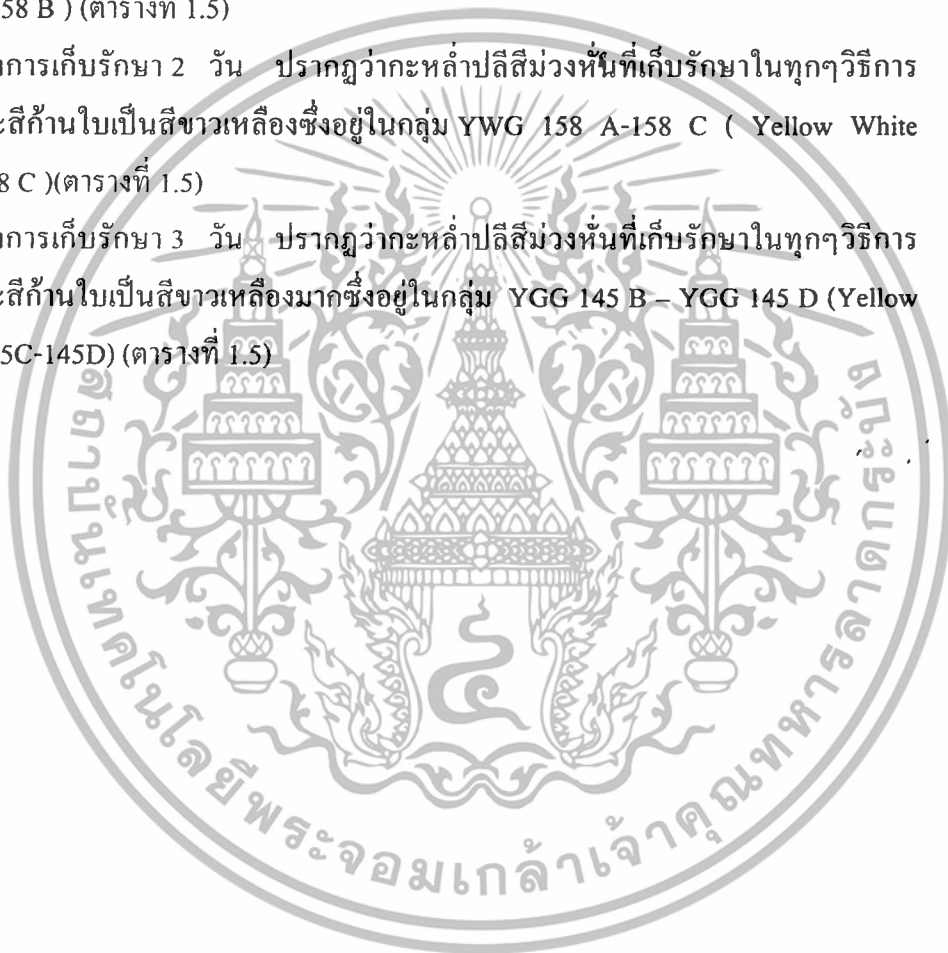 58 B ) (ตารางที่ 1.5)
การเก็บรักษา 2 วัน ปรากฏว่ากะหล่ำปลีสีม่วงหั่นที่เก็บรักษาในทุกๆวิธีการ
ะสีก้านใบเป็นสีขาวเหลืองซึ่งอยู่ในกลุ่ม YWG 158 A-158 C ( Yellow White
8 C )(ตารางที่ 1.5)
การเก็บรักษา 3 วัน ปรากฏว่ากะหล่ำปลีสีม่วงหั่นที่เก็บรักษาในทุกๆวิธีการ
ะสีก้านใบเป็นสีขาวเหลืองมากซึ่งอยู่ในกลุ่ม YGG 145 B – YGG 145 D (Yellow
5C-145D) (ตารางที่ 1.5)
สถาบันเทคโนโลยีพระจอมเกล้าเจ้าคุณทหารลาดกระบัง